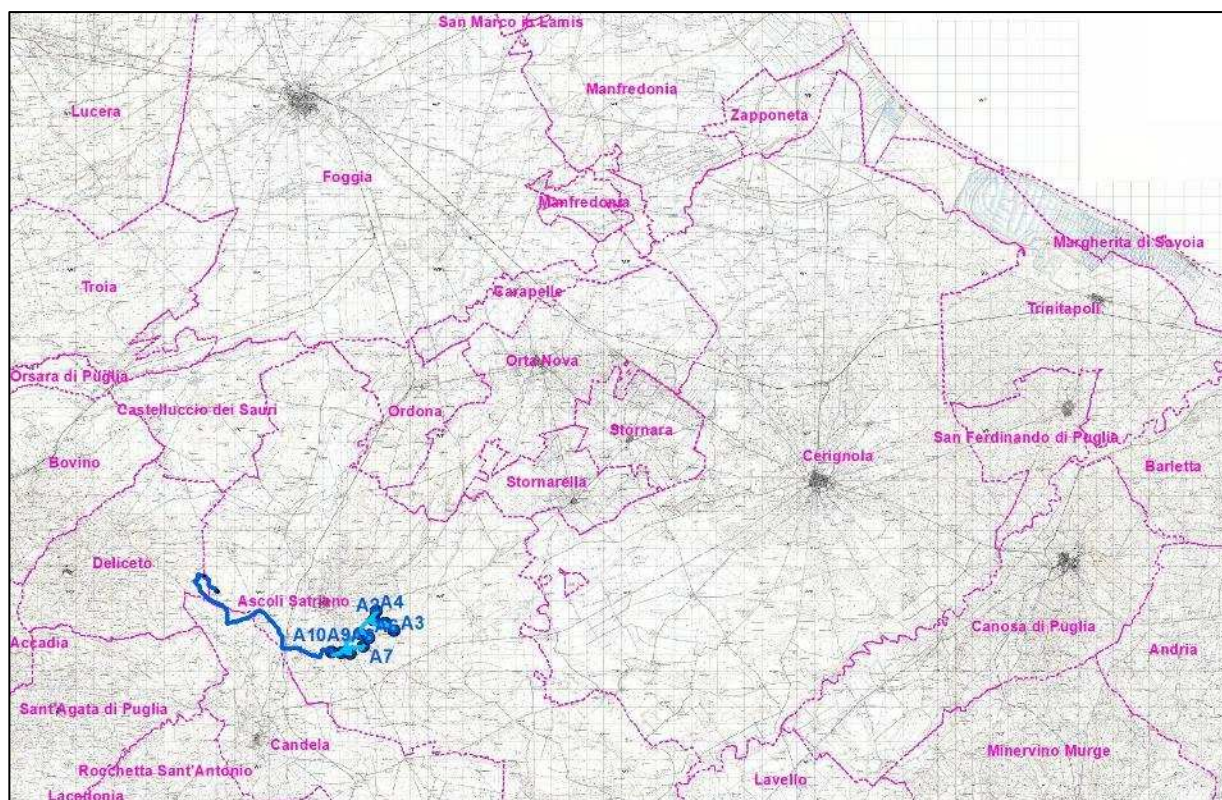 San Marco in Lamis
Manfredonia
Lucera
Zapponeta
Foggia
Manfredonia
Margherita di Savoia
Troia
Carapelle
Trinitapoli
Orta Nova
Orsara di Puglia
Castelluccio dei Sauri
Ordona
Stornara
San Ferdinando di Puglia
Cerignola
Bovino
Barletta
Stornarella
Deliceto
Ascoli Satriano
A2 A4
A3
A10 A9
A7
Canosa di Puglia
Accadia
Andria
Sant'Agata di Puglia
Candela
Minervino Murge
Rocchetta Sant'Antonio
Lavello
Lacedonia